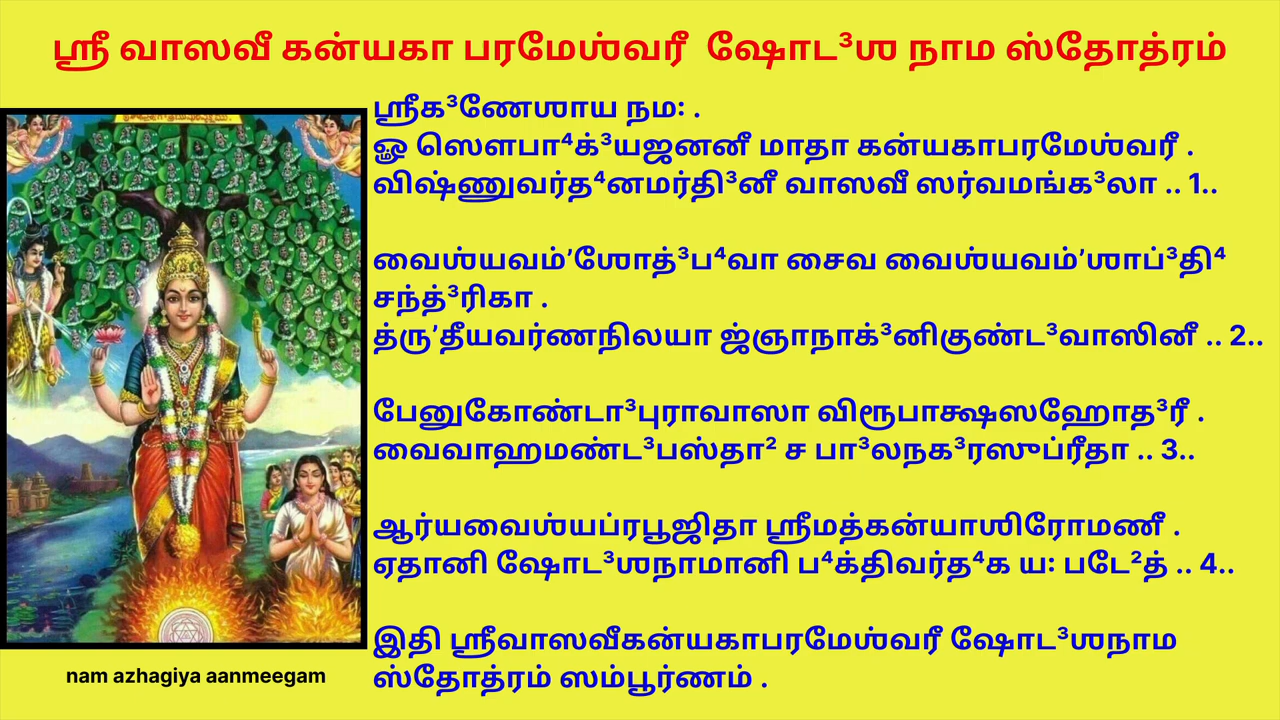 ஸ்ரீ வாஸவீ கன்யகா பரமேஶ்வரீ ஷோட³ஶ நாம ஸ்தோத்ரம்
ஸ்ரீக³ணேஶாய நம꞉ .
ௐ ஸௌபா⁴க்³யஜனனீ மாதா கன்யகாபரமேஶ்வரீ .
விஷ்ணுவர்த⁴னமர்தி³னீ வாஸவீ ஸர்வமங்க³லா .. 1..
வைஶ்யவம்ʼஶோத்³ப⁴வா சைவ வைஶ்யவம்ʼஶாப்³தி⁴
சந்த்³ரிகா .
த்ருʼதீயவர்ணநிலயா ஜ்ஞாநாக்³னிகுண்ட³வாஸினீ .. 2..
பேனுகோண்டா³புராவாஸா விரூபாக்ஷஸஹோத³ரீ .
வைவாஹமண்ட³பஸ்தா² ச பா³லநக³ரஸுப்ரீதா .. 3..
ஆர்யவைஶ்யப்ரபூஜிதா ஸ்ரீமத்கன்யாஶிரோமணீ .
ஏதானி ஷோட³ஶநாமானி ப⁴க்திவர்த⁴க ய꞉ படே²த் .. 4..
இதி ஸ்ரீவாஸவீகன்யகாபரமேஶ்வரீ ஷோட³ஶநாம
ஸ்தோத்ரம் ஸம்பூர்ணம் .
nam azhagiya aanmeegam